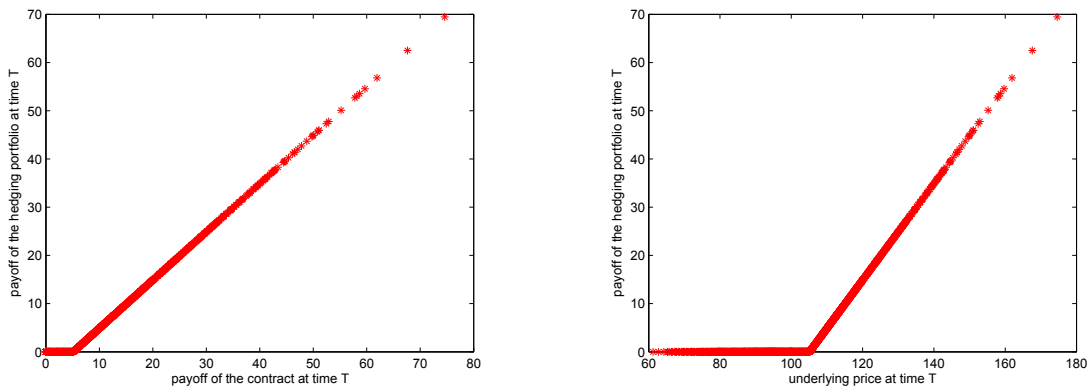 70
60
50
40
30
20
10
0
payoff of the hedging portfolio at time T
0 10 20 30 40 50 60 70 80
payoff of the contract at time T
70
60
50
40
30
20
10
0
payoff of the hedging portfolio at time T
60 80 100 120 140 160 180
underlying price at time T